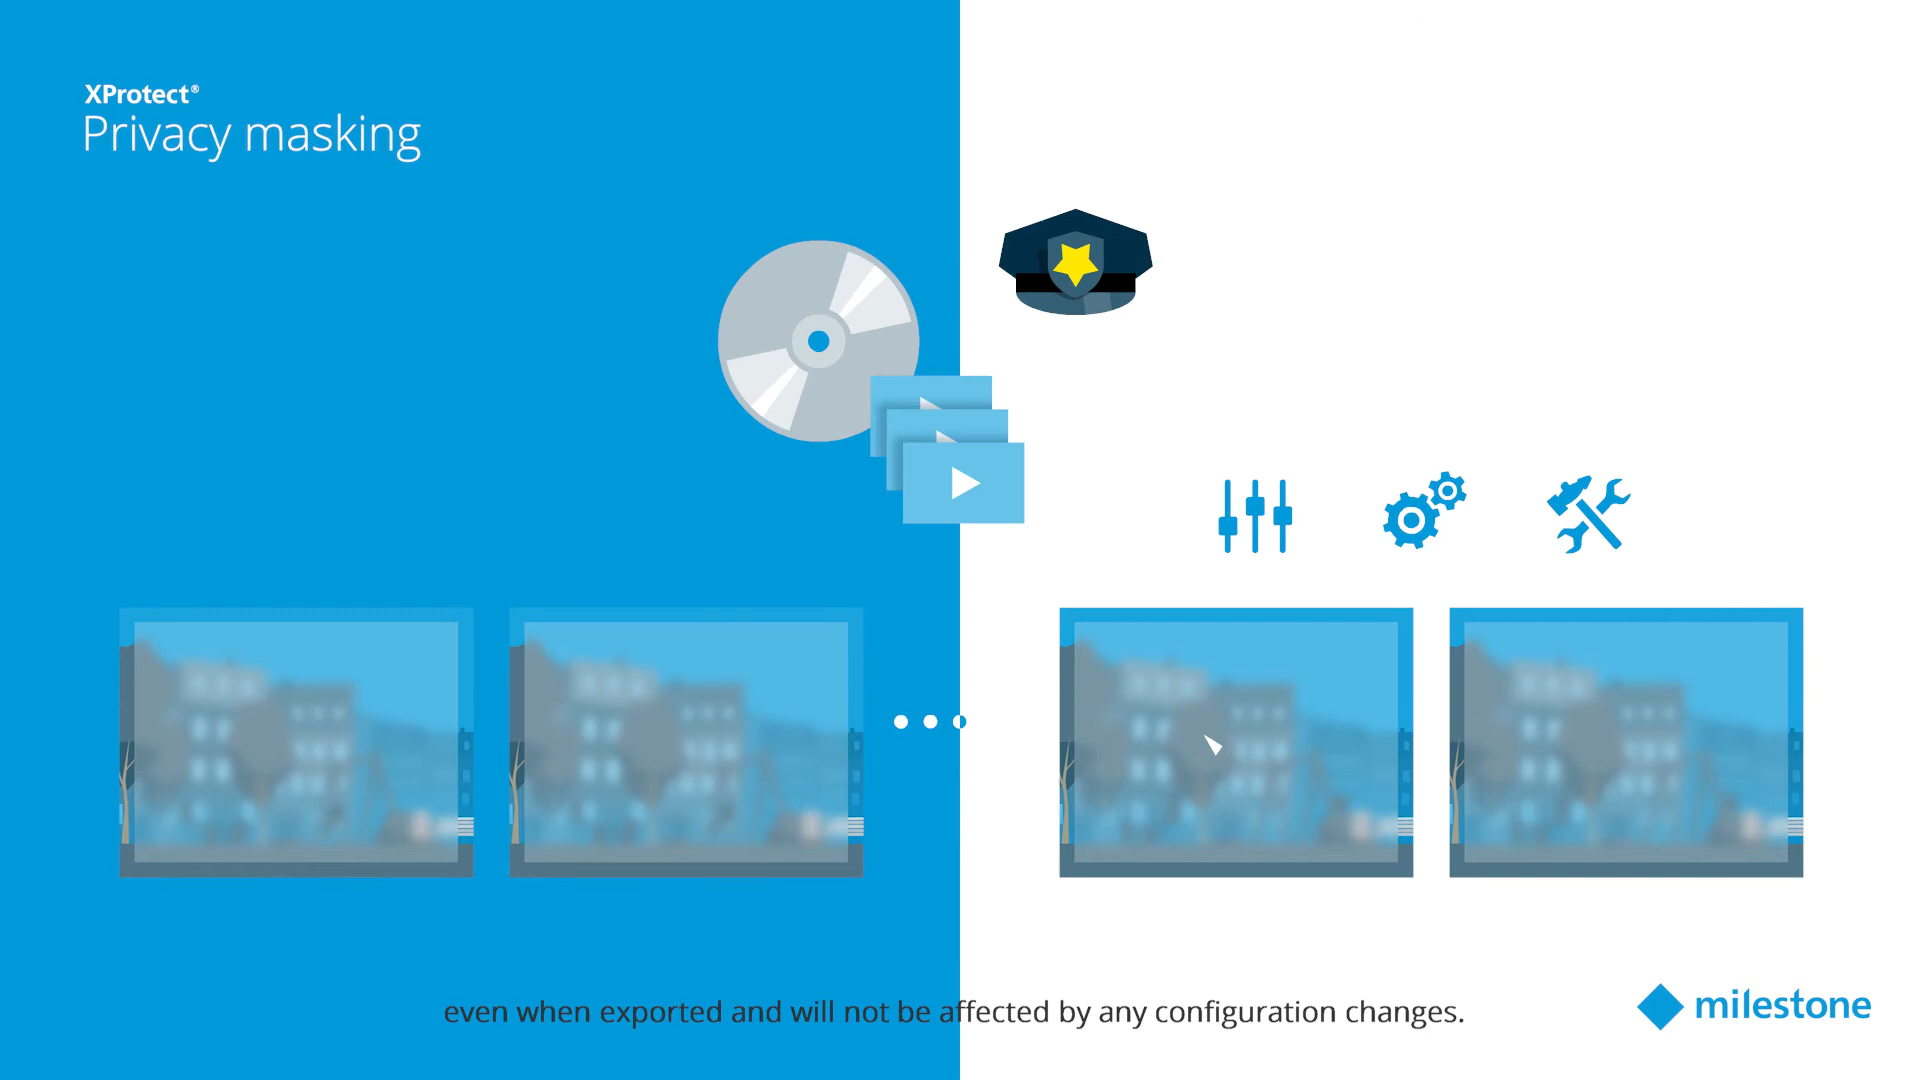 XProtect®
Privacy masking
even when exported and will not be affected by any configuration changes.
milestone